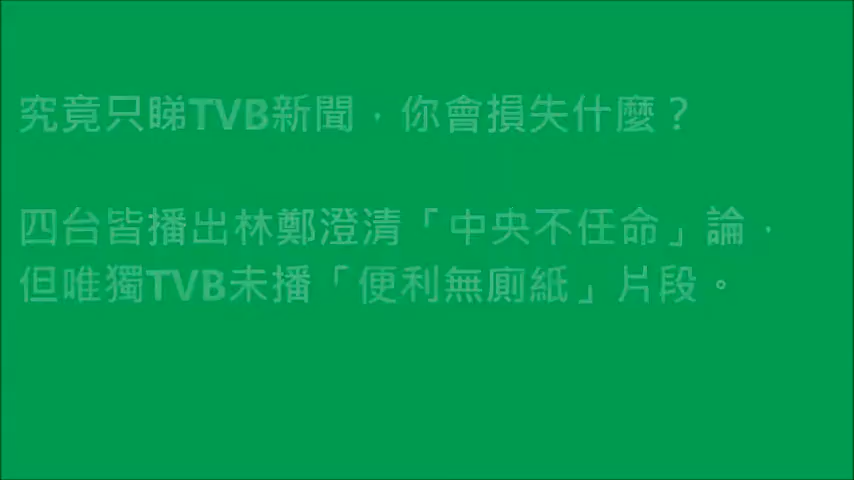 究竟只睇TVB新聞，你會損失什麼？
四台皆播出林鄭澄清「中央不任命」論，
但唯獨TVB未播「便利無廁紙」片段。